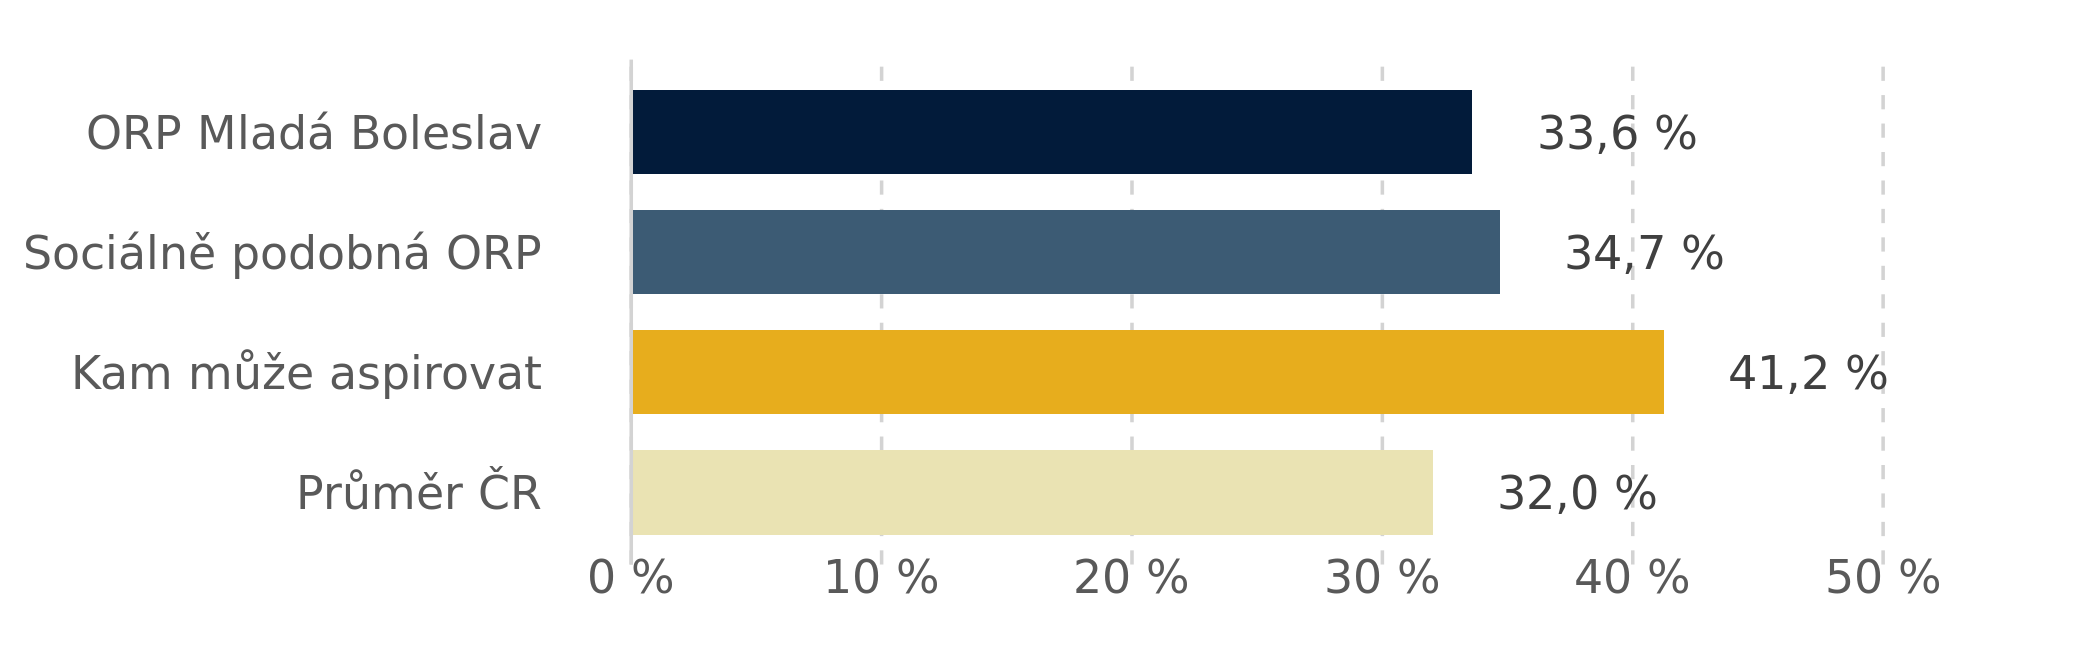 ORP Mladá Boleslav 33,6 %
Sociálně podobná ORP 34,7 %
Kam může aspirovat 41,2 %
Průměr ČR 32,0 %
0 % 10 % 20 % 30 % 40 % 50 %